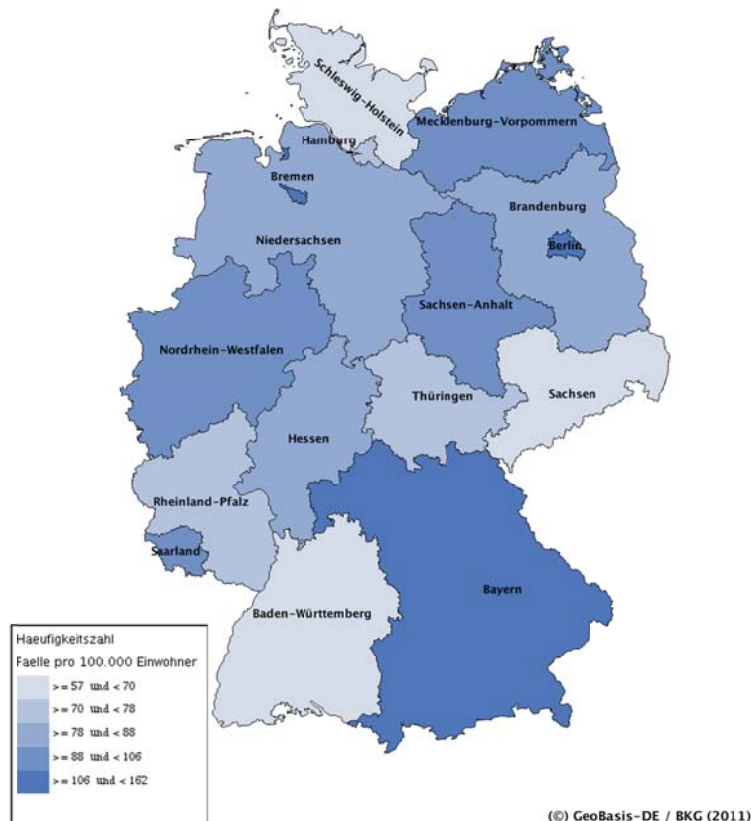 Schleswig-Holstein
Mecklenburg-Vorpommern
Hamburg
Bremen
Brandenburg
Niedersachsen
Berlin
Sachsen-Anhalt
Nordrhein-Westfalen
Thüringen
Sachsen
Hessen
Rheinland-Pfalz
Saarland
Bayern
Baden-Württemberg
Haeufigkeitszahl
Faelle pro 100.000 Einwohner
>= 57 und < 70
>= 70 und < 78
>= 78 und < 88
>= 88 und < 106
>= 106 und < 162
(©) GeoBasis-DE / BKG (2011)